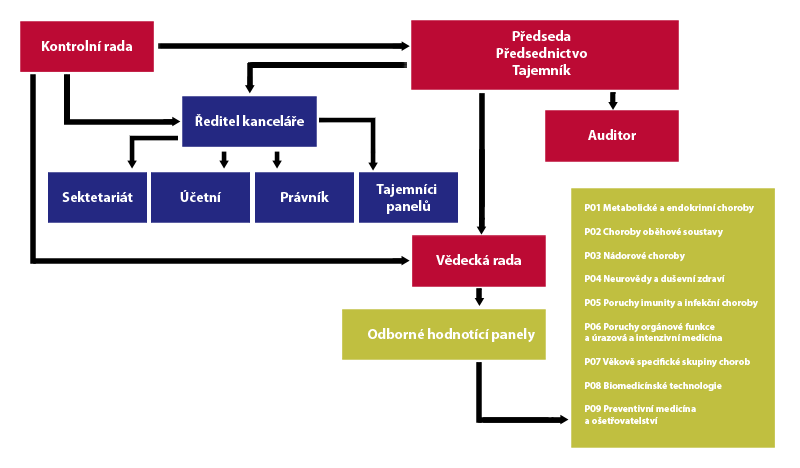 Kontrolní rada
Předseda
Předsednictvo
Tajemník
Ředitel kanceláře
Auditor
Sektetariát
Účetní
Právník
Tajemníci
panelů
Vědecká rada
Odborné hodnotící panely
P01 Metabolické a endokrinní choroby
P02 Choroby oběhové soustavy
P03 Nádorové choroby
P04 Neurovědy a duševní zdraví
P05 Poruchy imunity a infekční choroby
P06 Poruchy orgánové funkce
a úrazová a intenzivní medicína
P07 Věkově specifické skupiny chorob
P08 Biomedicínské technologie
P09 Preventivní medicína
a ošetřovatelství